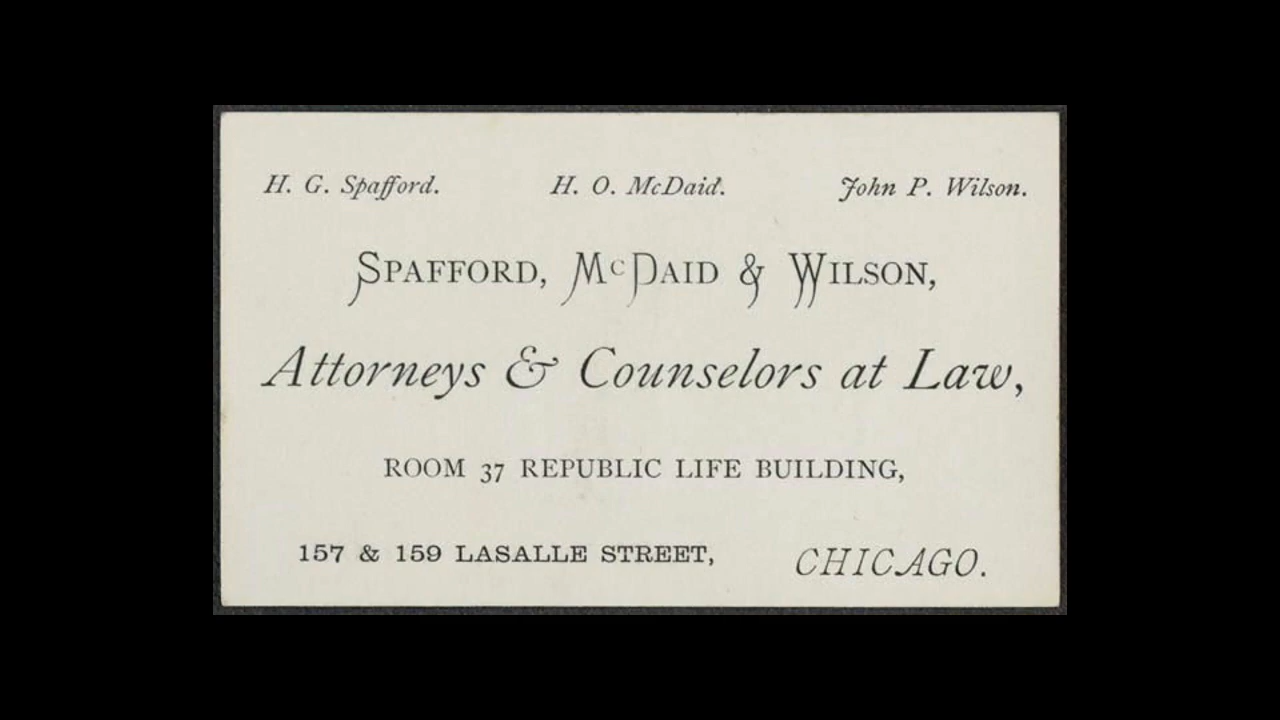 H. G. Spafford. H. O. McDaid. John P. Wilson.
SPAFFORD, McDAID & WILSON,
Attorneys & Counselors at Law,
ROOM 37 REPUBLIC LIFE BUILDING,
157 & 159 LASALLE STREET, CHICAGO.